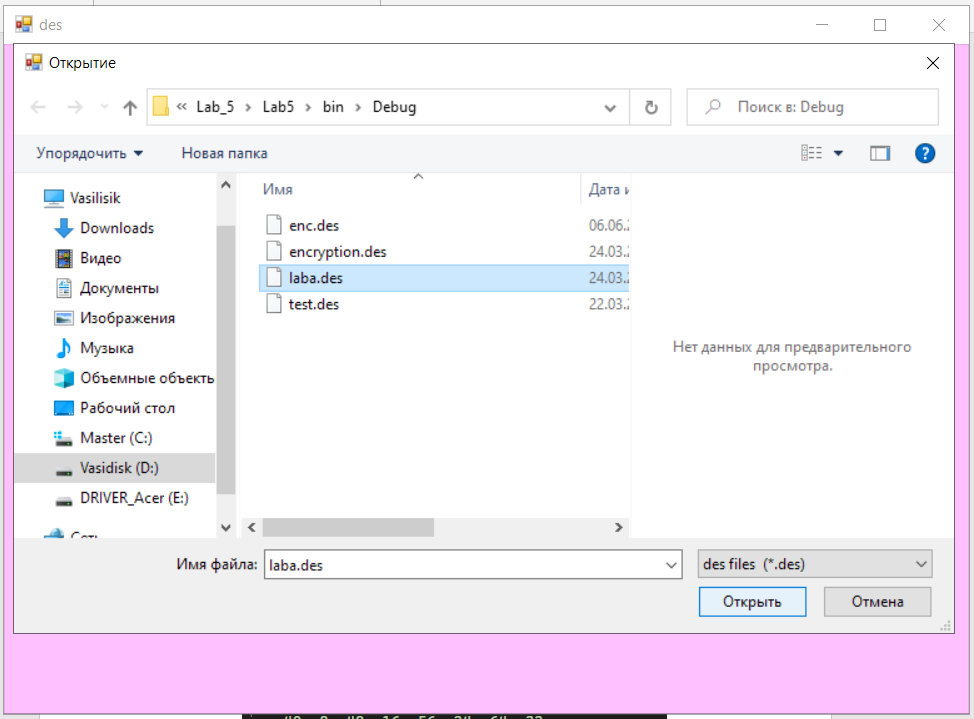 des
Открытие
« Lab_5 › Lab5 › bin › Debug
Поиск в: Debug
Упорядочить Новая папка
?
Имя Дата и
Vasilisik
Downloads
Видео
Документы
Изображения
Музыка
Объемные объекть
Рабочий стол
Master (C:)
Vasidisk (D:)
DRIVER_Acer (E:)
Сеть
enc.des 06.06.2
encryption.des 24.03.2
laba.des 24.03.2
test.des 22.03.2
Нет данных для предварительного
просмотра.
Имя файла: laba.des des files (*.des)
Открыть Отмена